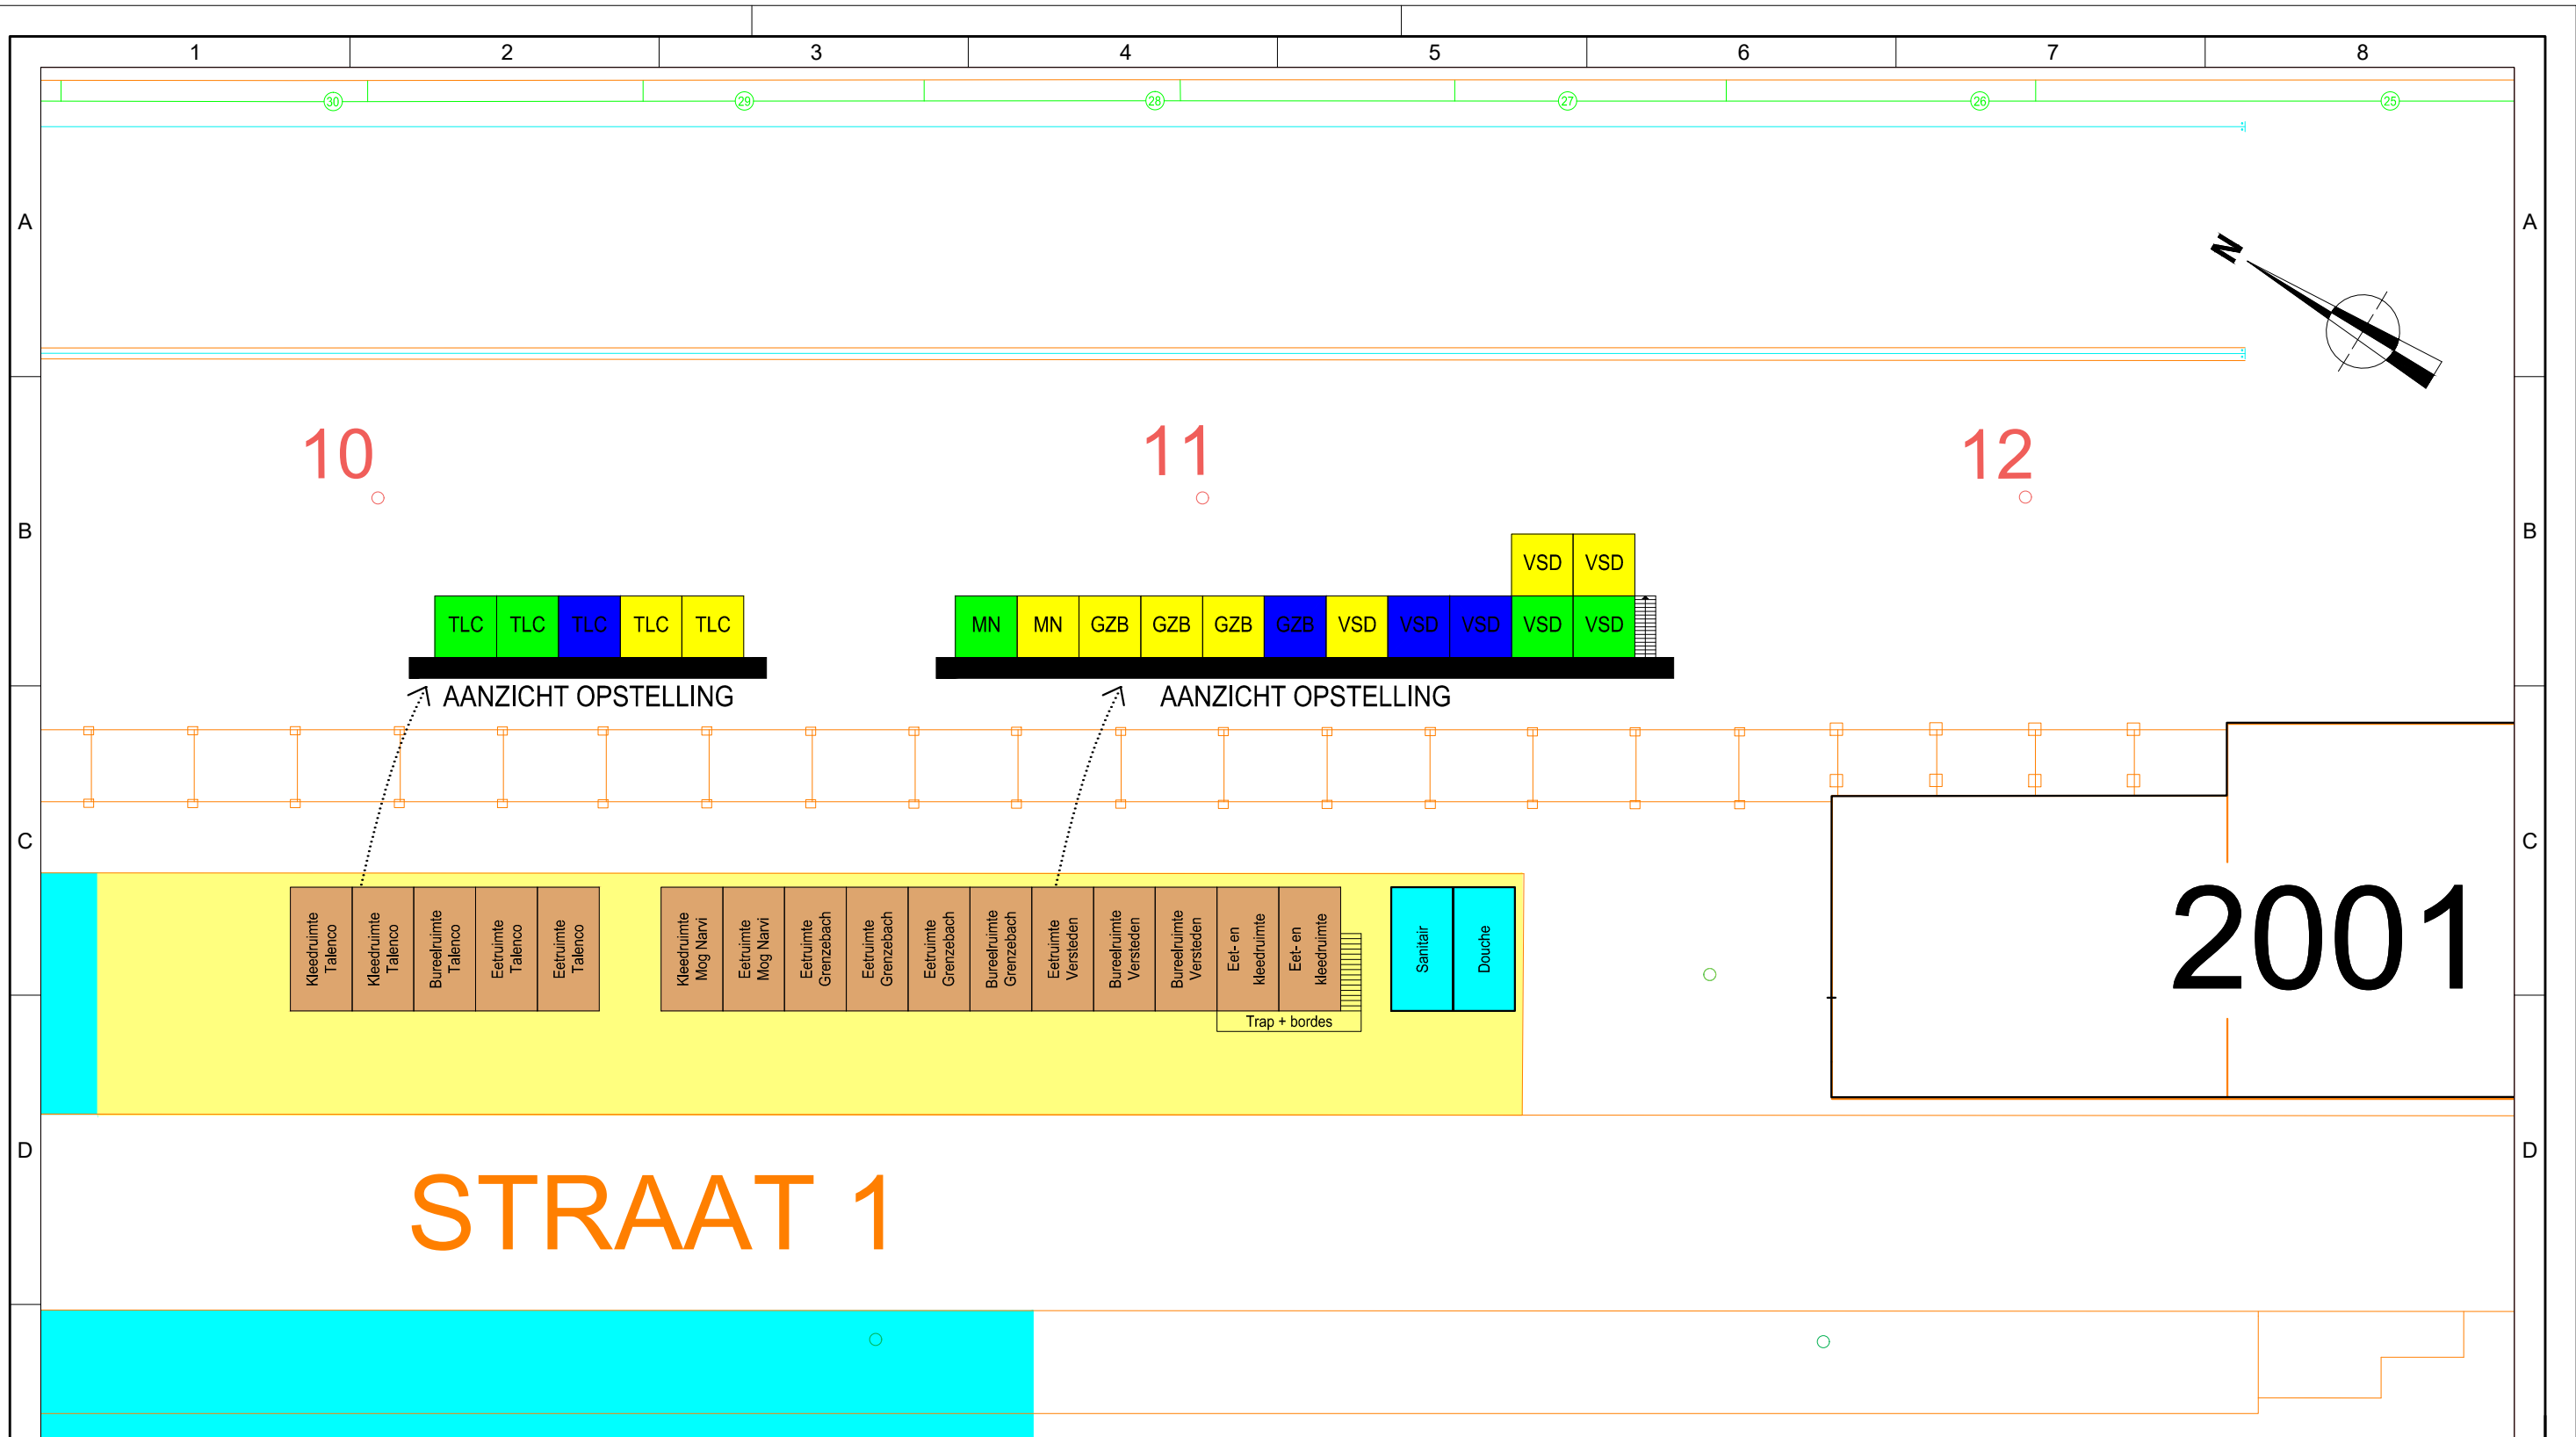 1 2 3 4 5 6 7 8
30 29 28 27 26 25
A A
N
10 11 12
B B
VSD VSD
TLC TLC TLC TLC TLC MN MN GZB GZB GZB GZB VSD VSD VSD VSD VSD
AANZICHT OPSTELLING AANZICHT OPSTELLING
C C
Kleedruimte
Talenco
Kleedruimte
Talenco
Bureelruimte
Talenco
Eetruimte
Talenco
Eetruimte
Talenco
Kleedruimte
Mog Narvi
Eetruimte
Mog Narvi
Eetruimte
Grenzebach
Eetruimte
Grenzebach
Eetruimte
Grenzebach
Bureelruimte
Grenzebach
Eetruimte
Versteden
Bureelruimte
Versteden
Bureelruimte
Versteden
Eet- en
kleedruimte
Eet- en
kleedruimte
Sanitair
Douche
2001
Trap + bordes
D D
STRAAT 1